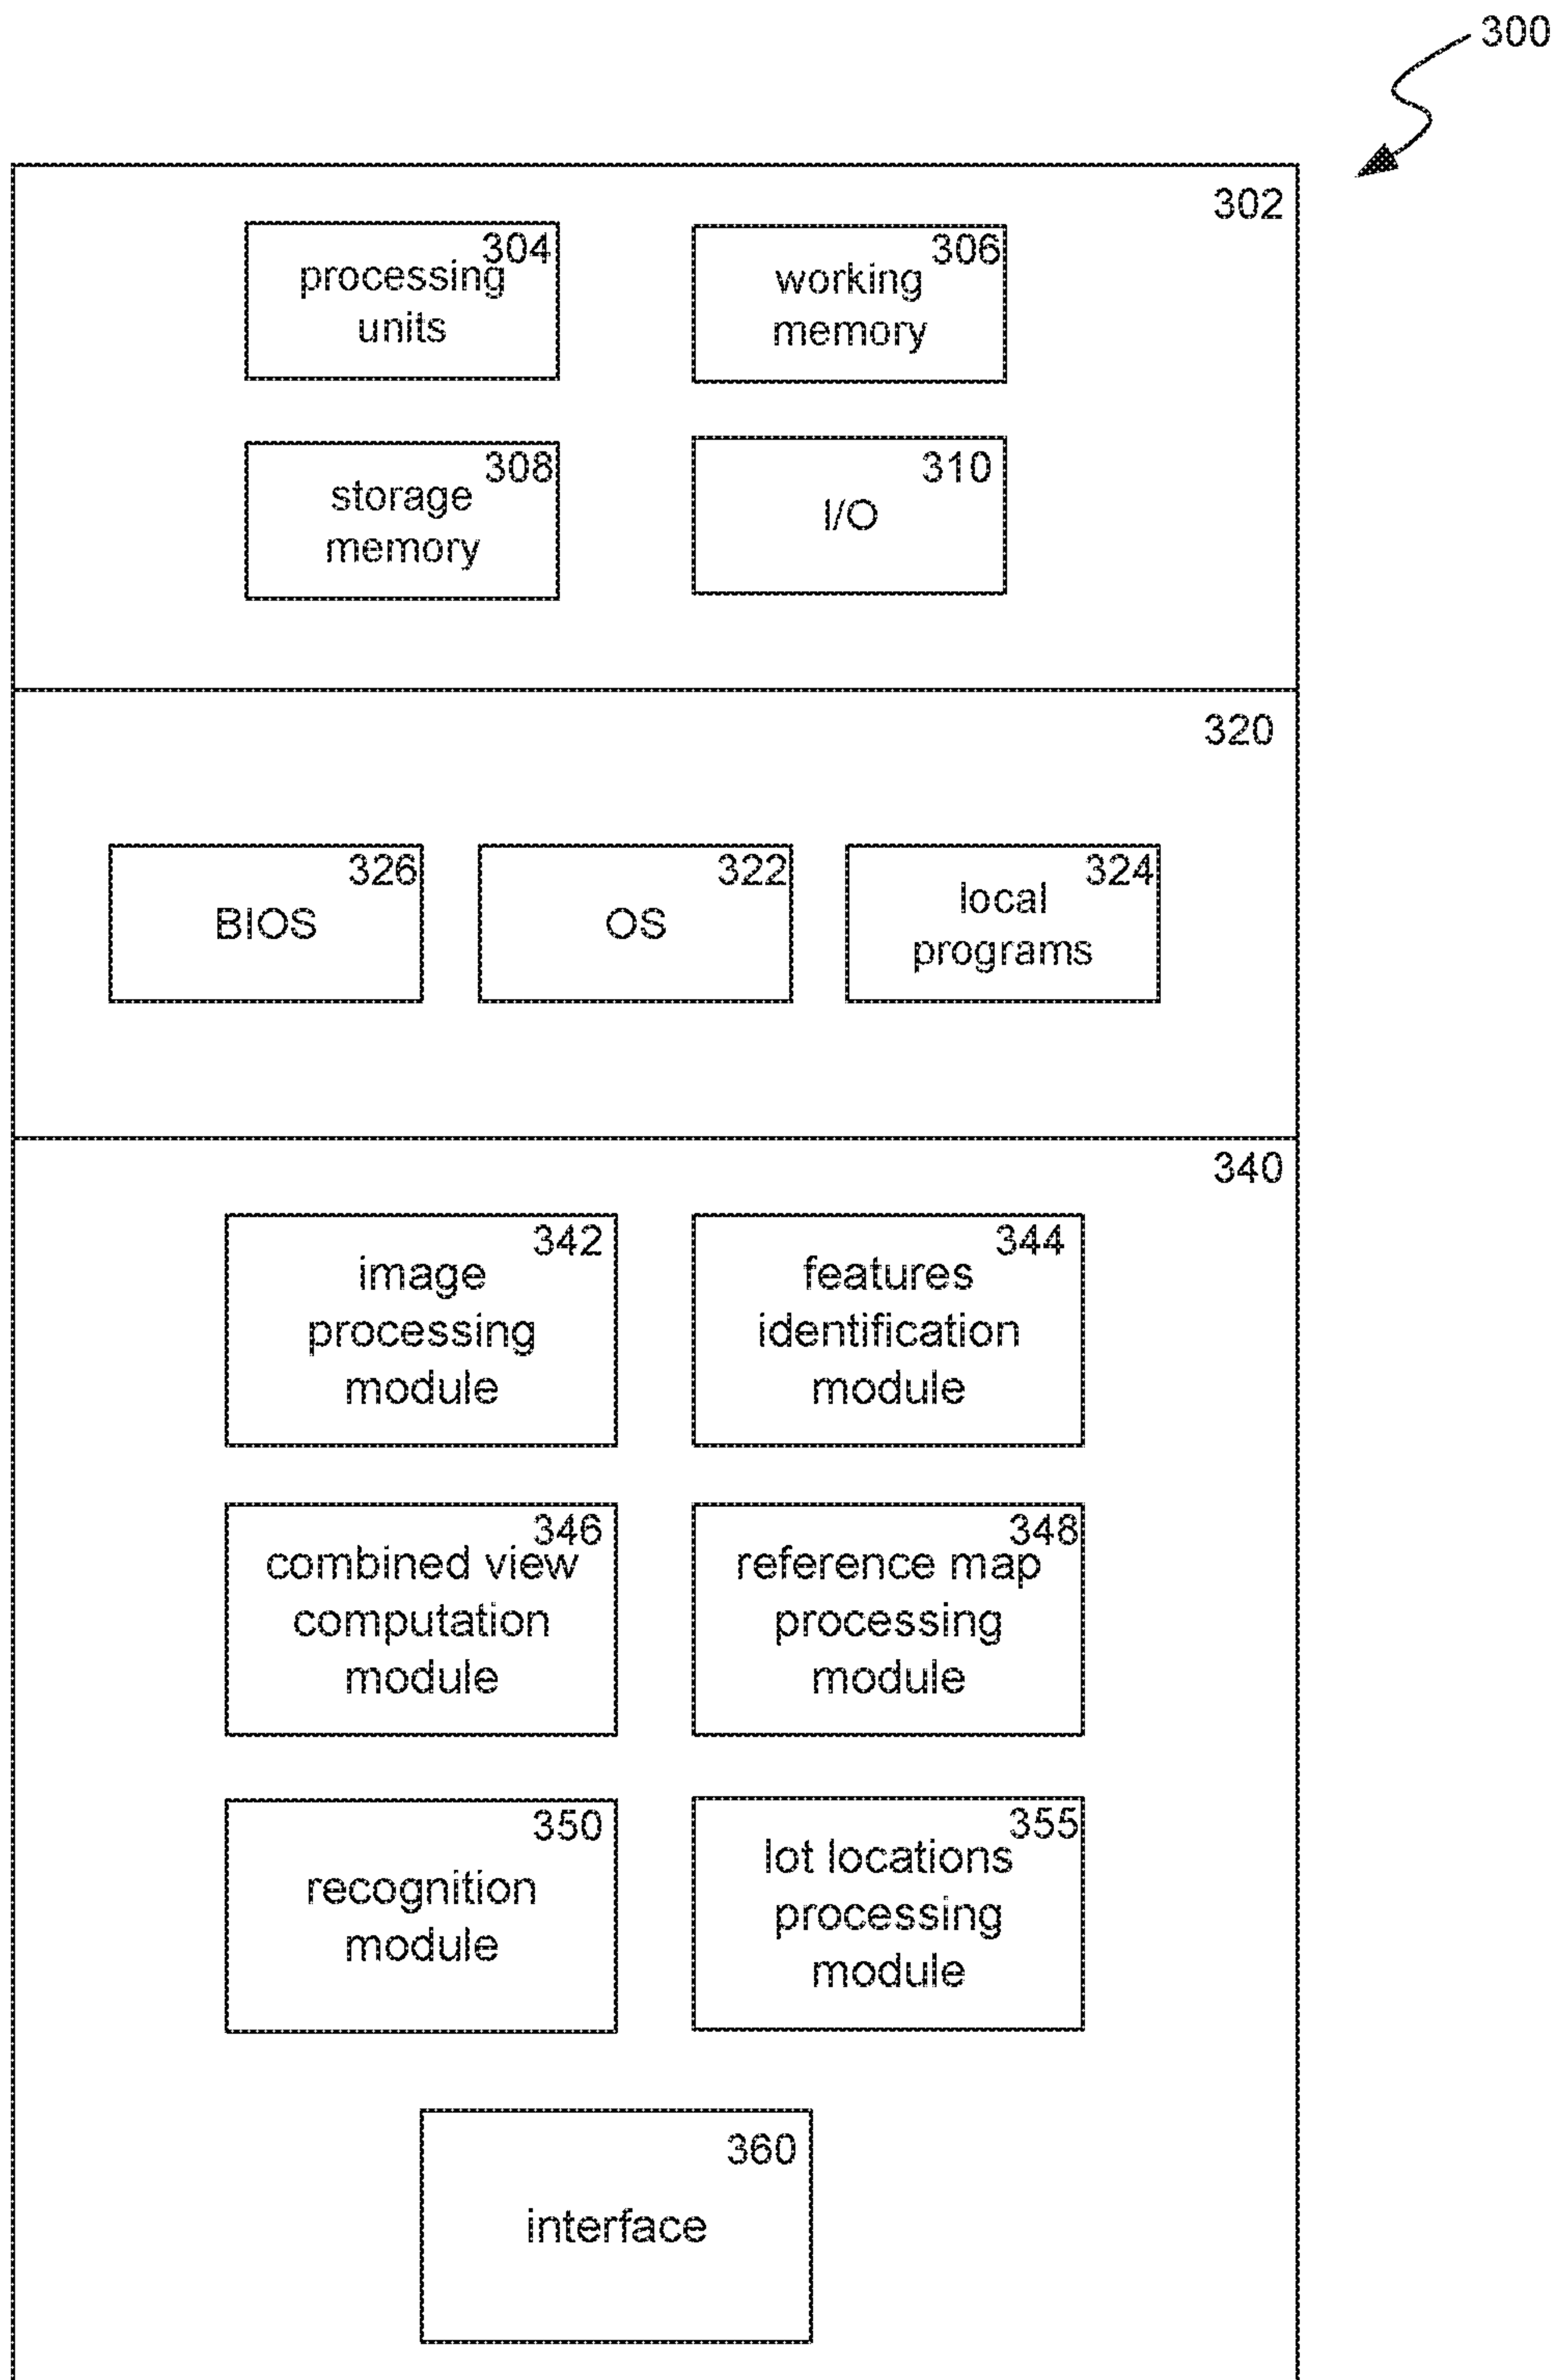 300
302
304
processing
units
306
working
memory
308
storage
memory
310
I/O
320
326
BIOS
322
OS
324
local
programs
340
342
image
processing
module
344
features
identification
module
346
combined view
computation
module
348
reference map
processing
module
350
recognition
module
355
lot locations
processing
module
360
interface